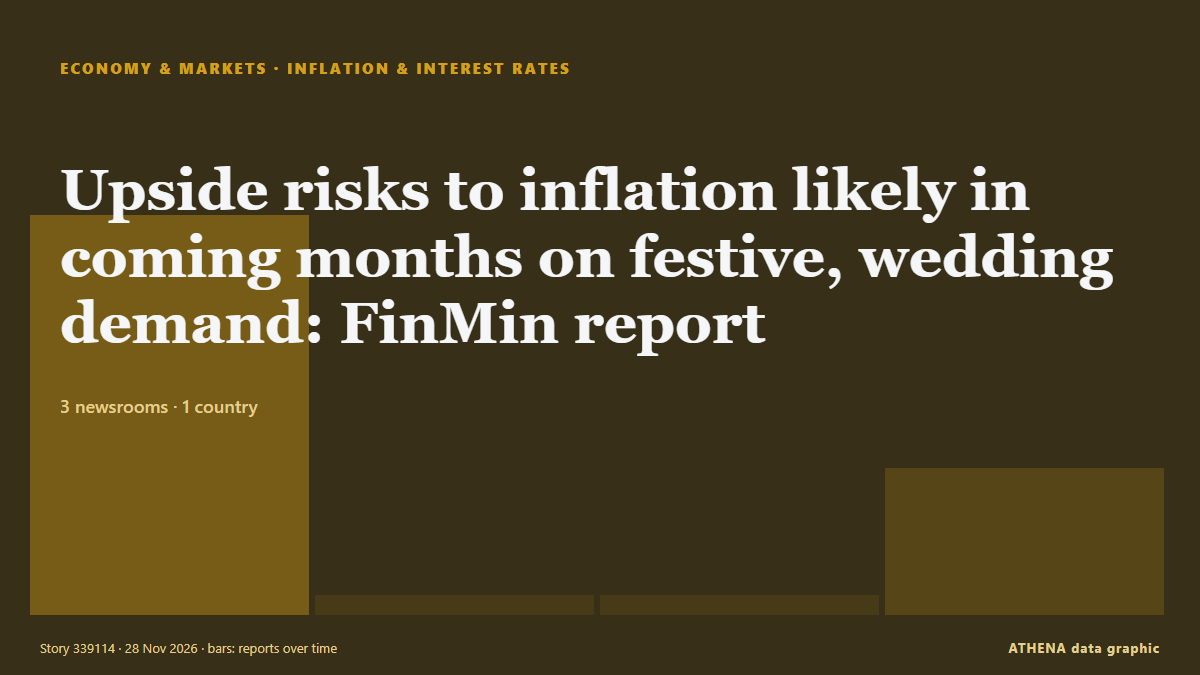 ECONOMY & MARKETS · INFLATION & INTEREST RATES
Upside risks to inflation likely in
coming months on festive, wedding
demand: FinMin report
3 newsrooms · 1 country
Story 339114 · 28 Nov 2026 · bars: reports over time
ATHENA data graphic